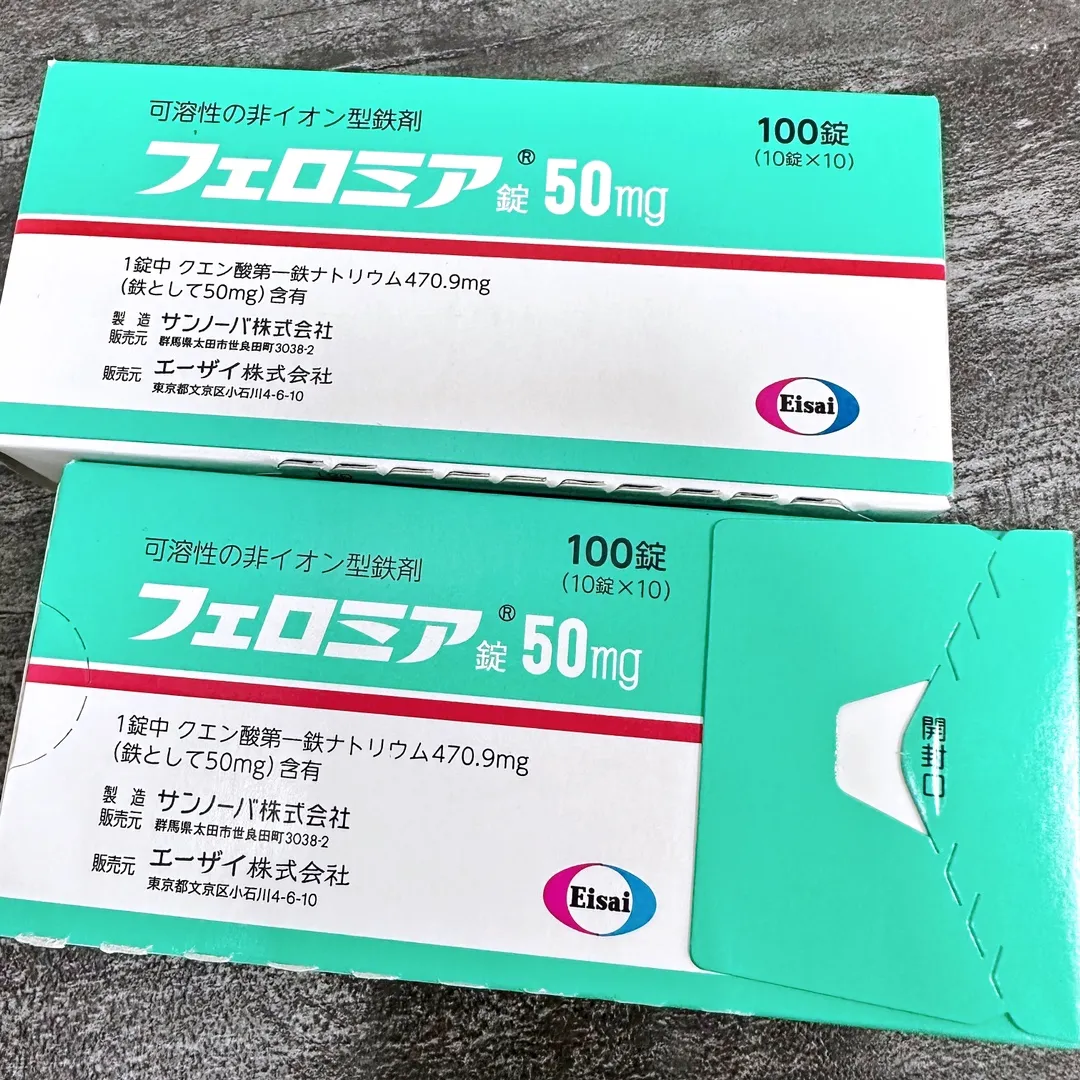 可溶性の非イオン型鉄剤
フェロミア®錠 50mg
100錠
(10錠×10)
1錠中 クエン酸第一鉄ナトリウム470.9mg
(鉄として50mg) 含有
製造販売元 サンノーバ株式会社
群馬県太田市世良田町3038-2
販売元 エーザイ株式会社
東京都文京区小石川4-6-10
Eisai
可溶性の非イオン型鉄剤
フェロミア®錠 50mg
100錠
(10錠×10)
1錠中 クエン酸第一鉄ナトリウム470.9mg
(鉄として50mg) 含有
製造販売元 サンノーバ株式会社
群馬県太田市世良田町3038-2
販売元 エーザイ株式会社
東京都文京区小石川4-6-10
Eisai
開封口